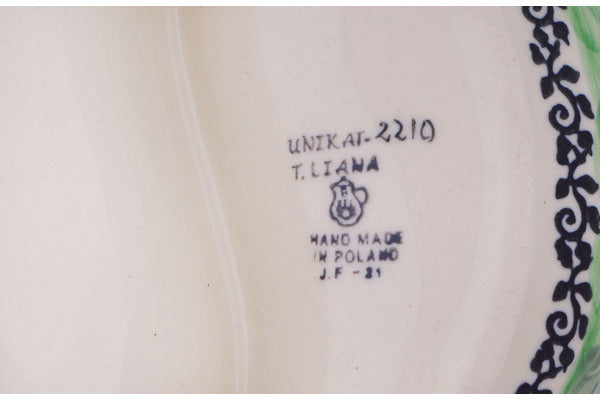 UNIKAT-2210
T. LIANA
HAND MADE
IN POLAND
J.F - 21